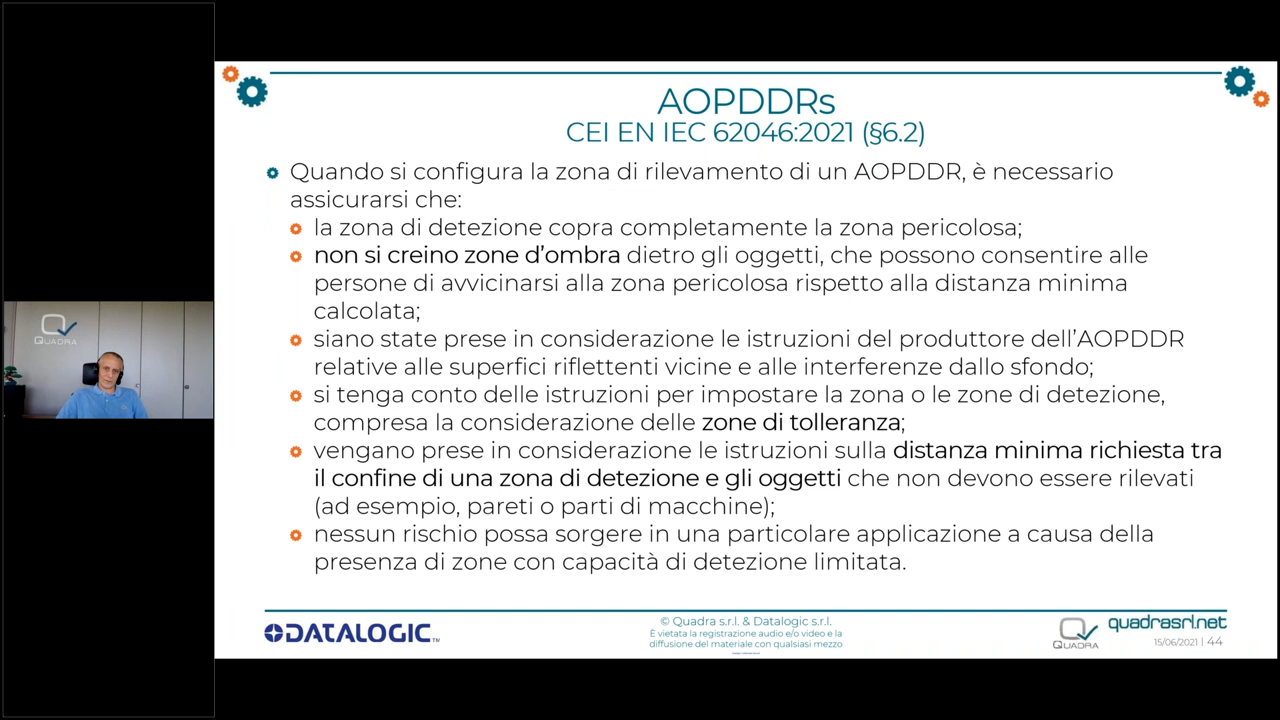 AOPDDRs
CEI EN IEC 62046:2021 (§6.2)
Quando si configura la zona di rilevamento di un AOPDDR, è necessario
assicurarsi che:
la zona di detezione copra completamente la zona pericolosa;
non si creino zone d’ombra dietro gli oggetti, che possono consentire alle
persone di avvicinarsi alla zona pericolosa rispetto alla distanza minima
calcolata;
siano state prese in considerazione le istruzioni del produttore dell’AOPDDR
relative alle superfici riflettenti vicine e alle interferenze dallo sfondo;
si tenga conto delle istruzioni per impostare la zona o le zone di detezione,
compresa la considerazione delle zone di tolleranza;
vengano prese in considerazione le istruzioni sulla distanza minima richiesta tra
il confine di una zona di detezione e gli oggetti che non devono essere rilevati
(ad esempio, pareti o parti di macchine);
nessun rischio possa sorgere in una particolare applicazione a causa della
presenza di zone con capacità di detezione limitata.
QUADRA
DATALOGIC™
© Quadra s.r.l. & Datalogic s.r.l.
È vietata la registrazione audio e/o video e la
diffusione del materiale con qualsiasi mezzo
QUADRA
quadrasrl.net
15/06/2021 | 44